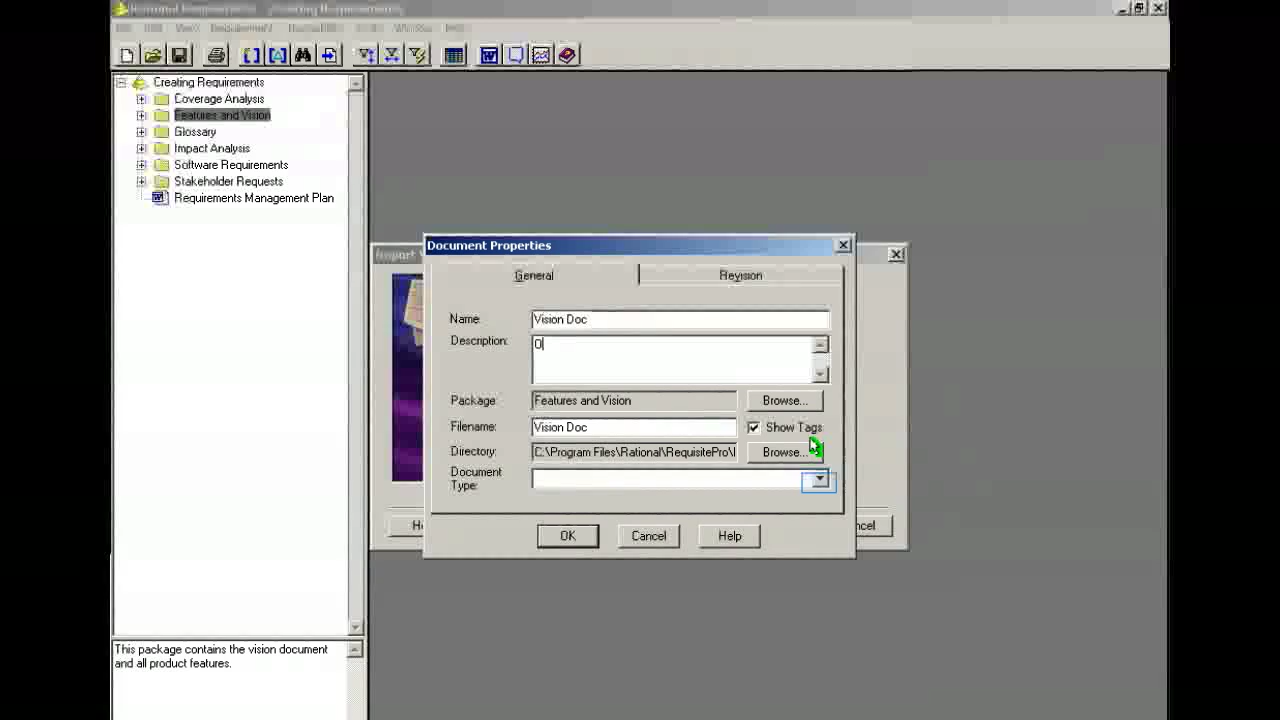 Creating Requirements
Coverage Analysis
Features and Vision
Glossary
Impact Analysis
Software Requirements
Stakeholder Requests
Requirements Management Plan
This package contains the vision document
and all product features.
Import
Document Properties
General Revision
Name: Vision Doc
Description: O
Package: Features and Vision Browse...
Filename: Vision Doc Show Tags
Directory: C:\Program Files\Rational\RequisitePro\ Browse...
Document
Type:
OK Cancel Help